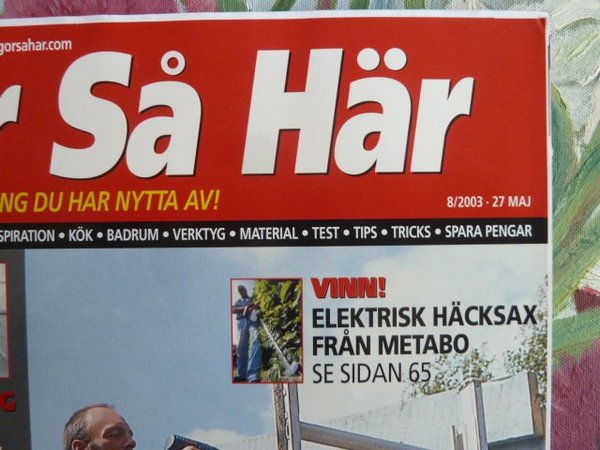 gorsahar.com
r Så Här
NG DU HAR NYTTA AV!
8/2003 · 27 MAJ
SPIRATION • KÖK • BADRUM • VERKTYG • MATERIAL • TEST • TIPS • TRICKS • SPARA PENGAR
VINN!
ELEKTRISK HÄCKSAX
FRÅN METABO
SE SIDAN 65
G